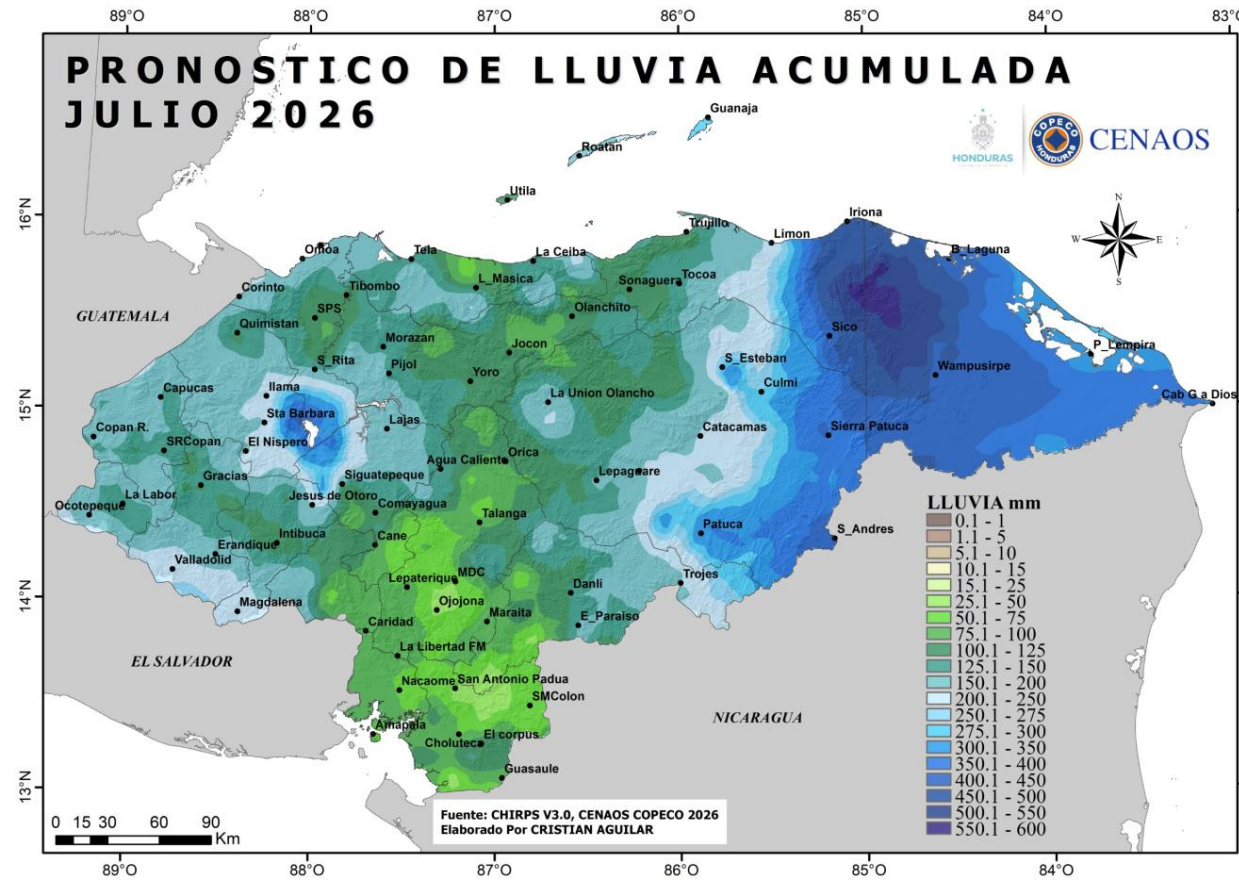 89°O 88°O 87°O 86°O 85°O 84°O 83°O
PRONOSTICO DE LLUVIA ACUMULADA
JULIO 2026
HONDURAS
COPECO
HONDURAS
CENAOS
N
W
E
S
16°N
15°N
14°N
13°N
16°N
15°N
14°N
13°N
Guanaja
Roatan
Utila
Trujillo
Iriona
Limon
B_Laguna
Omoa
Tela
La Ceiba
L_Masica
Sonaguera
Tocoa
Corinto
Tibombo
Olanchito
GUATEMALA
SPS
Quimistan
Sico
Morazan
Jocon
P_Lempira
S_Rita
Pijol
Yoro
S_Esteban
Wampusirpe
Capucas
Ilama
La Union Olancho
Culmi
Cab G a Dios
Sta Barbara
Lajas
Copan R.
SRCopan
El Nispero
Catacamas
Sierra Patuca
Agua Caliente
Orica
Gracias
Siguatepeque
Lepaguare
La Labor
Ocotepeque
Jesus de Otoro
Comayagua
Talanga
Patuca
S_Andres
Intibuca
Cane
Erandique
Valladolid
Lepaterique
MDC
Danli
Trojes
Magdalena
Ojojona
Maraita
E_Paraiso
Caridad
La Libertad FM
EL SALVADOR
Nacaome
San Antonio Padua
SMColon
NICARAGUA
Amapala
Choluteca
El corpus
Guasaule
LLUVIA mm
0.1 - 1
1.1 - 5
5.1 - 10
10.1 - 15
15.1 - 25
25.1 - 50
50.1 - 75
75.1 - 100
100.1 - 125
125.1 - 150
150.1 - 200
200.1 - 250
250.1 - 275
275.1 - 300
300.1 - 350
350.1 - 400
400.1 - 450
450.1 - 500
500.1 - 550
550.1 - 600
0 15 30 60 90
Km
Fuente: CHIRPS V3.0, CENAOS COPECO 2026
Elaborado Por CRISTIAN AGUILAR
89°O 88°O 87°O 86°O 85°O 84°O